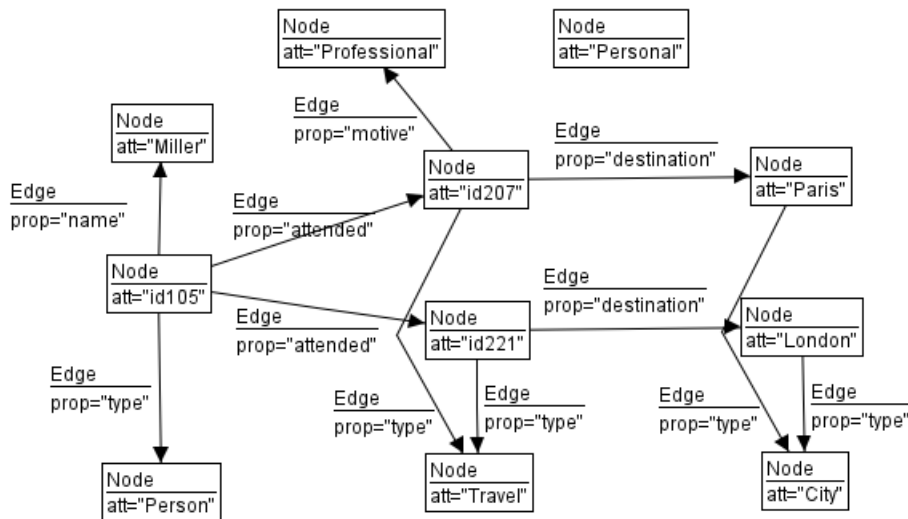 Node
att="Professional"
Node
att="Personal"
Edge
prop="motive"
Node
att="Miller"
Edge
prop="destination"
Node
att="id207"
Node
att="Paris"
Edge
prop="name"
Edge
prop="attended"
Node
att="id105"
Edge
prop="destination"
Node
att="id221"
Node
att="London"
Edge
prop="attended"
Edge
prop="type"
Edge
prop="type"
Edge
prop="type"
Edge
prop="type"
Edge
prop="type"
Node
att="Person"
Node
att="Travel"
Node
att="City"